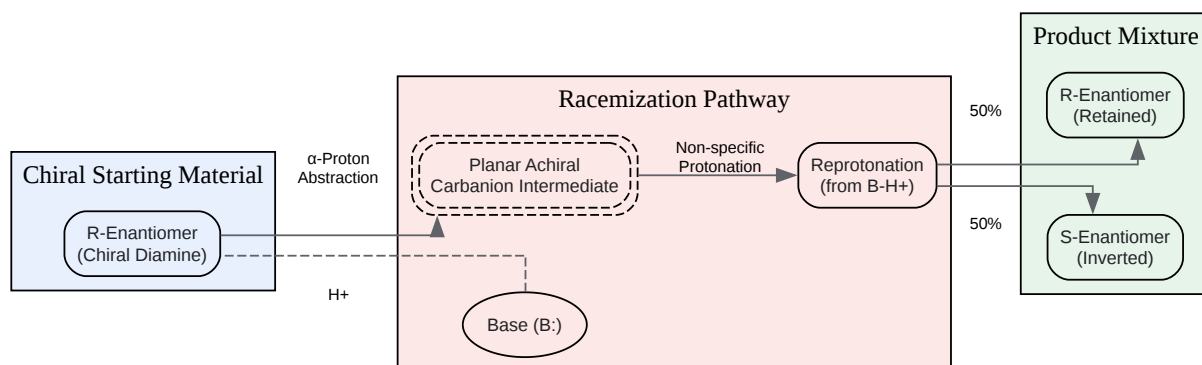 Product Mixture
R-Enantiomer
(Retained)
50%
Racemization Pathway
Non-specific
Protonation
Planar Achiral
Carbanion Intermediate
Reprotonation
(from B-H+)
α-Proton
Abstraction
Chiral Starting Material
R-Enantiomer
(Chiral Diamine)
50%
S-Enantiomer
(Inverted)
H+
Base (B:)